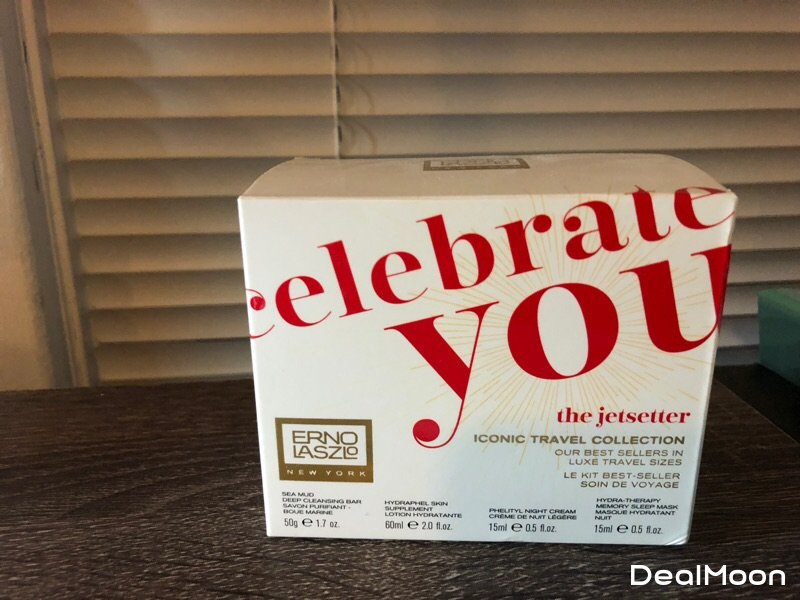 celebrate
you
the jetsetter
ICONIC TRAVEL COLLECTION
OUR BEST SELLERS IN
LUXE TRAVEL SIZES
LE KIT BEST-SELLER
SOIN DE VOYAGE
ERNO
LASZLO
NEW YORK
SEA MUD
DEEP CLEANSING BAR
SAVON PURIFIANT -
BOUE MARINE
50g e 1.7 oz.
HYDRAPHEL SKIN
SUPPLEMENT
LOTION HYDRATANTE
60ml e 2.0 fl.oz.
PHELITYL NIGHT CREAM
CRÈME DE NUIT LÉGÈRE
15ml e 0.5 fl.oz.
HYDRA-THERAPY
MEMORY SLEEP MASK
MASQUE HYDRATANT
NUIT
15ml e 0.5 fl.oz.
DealMoon